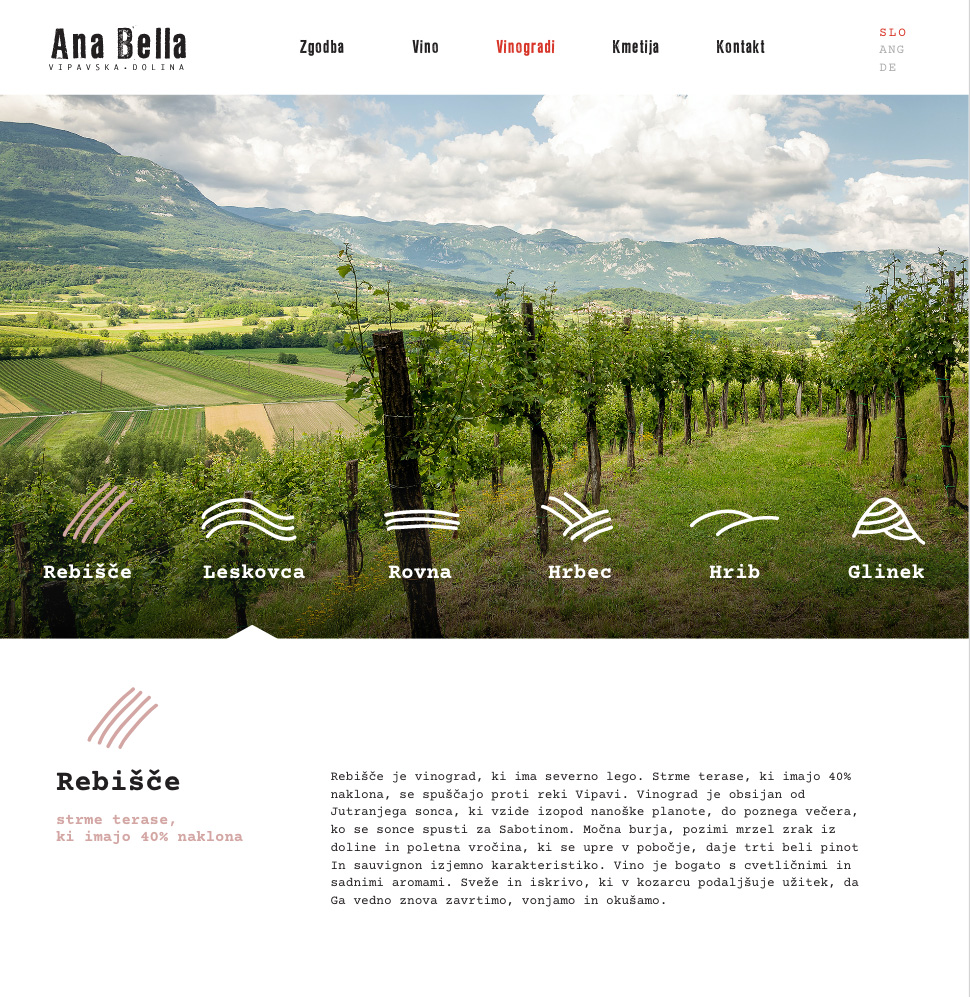 Ana Bella
VIPAVSKA•DOLINA
Zgodba
Vino
Vinogradi
Kmetija
Kontakt
SLO
ANG
DE
Rebišče
Leskovca
Rovna
Hrbec
Hrib
Glinek
Rebišče
strme terase,
ki imajo 40% naklona
Rebišče je vinograd, ki ima severno lego. Strme terase, ki imajo 40%
naklona, se spuščajo proti reki Vipavi. Vinograd je obsijan od
Jutranjega sonca, ki vzide izpod nanoške planote, do poznega večera,
ko se sonce spusti za Sabotinom. Močna burja, pozimi mrzel zrak iz
doline in poletna vročina, ki se upre v pobočje, daje trti beli pinot
In sauvignon izjemno karakteristiko. Vino je bogato s cvetličnimi in
sadnimi aromami. Sveže in iskrivo, ki v kozarcu podaljšuje užitek, da
Ga vedno znova zavrtimo, vonjamo in okušamo.